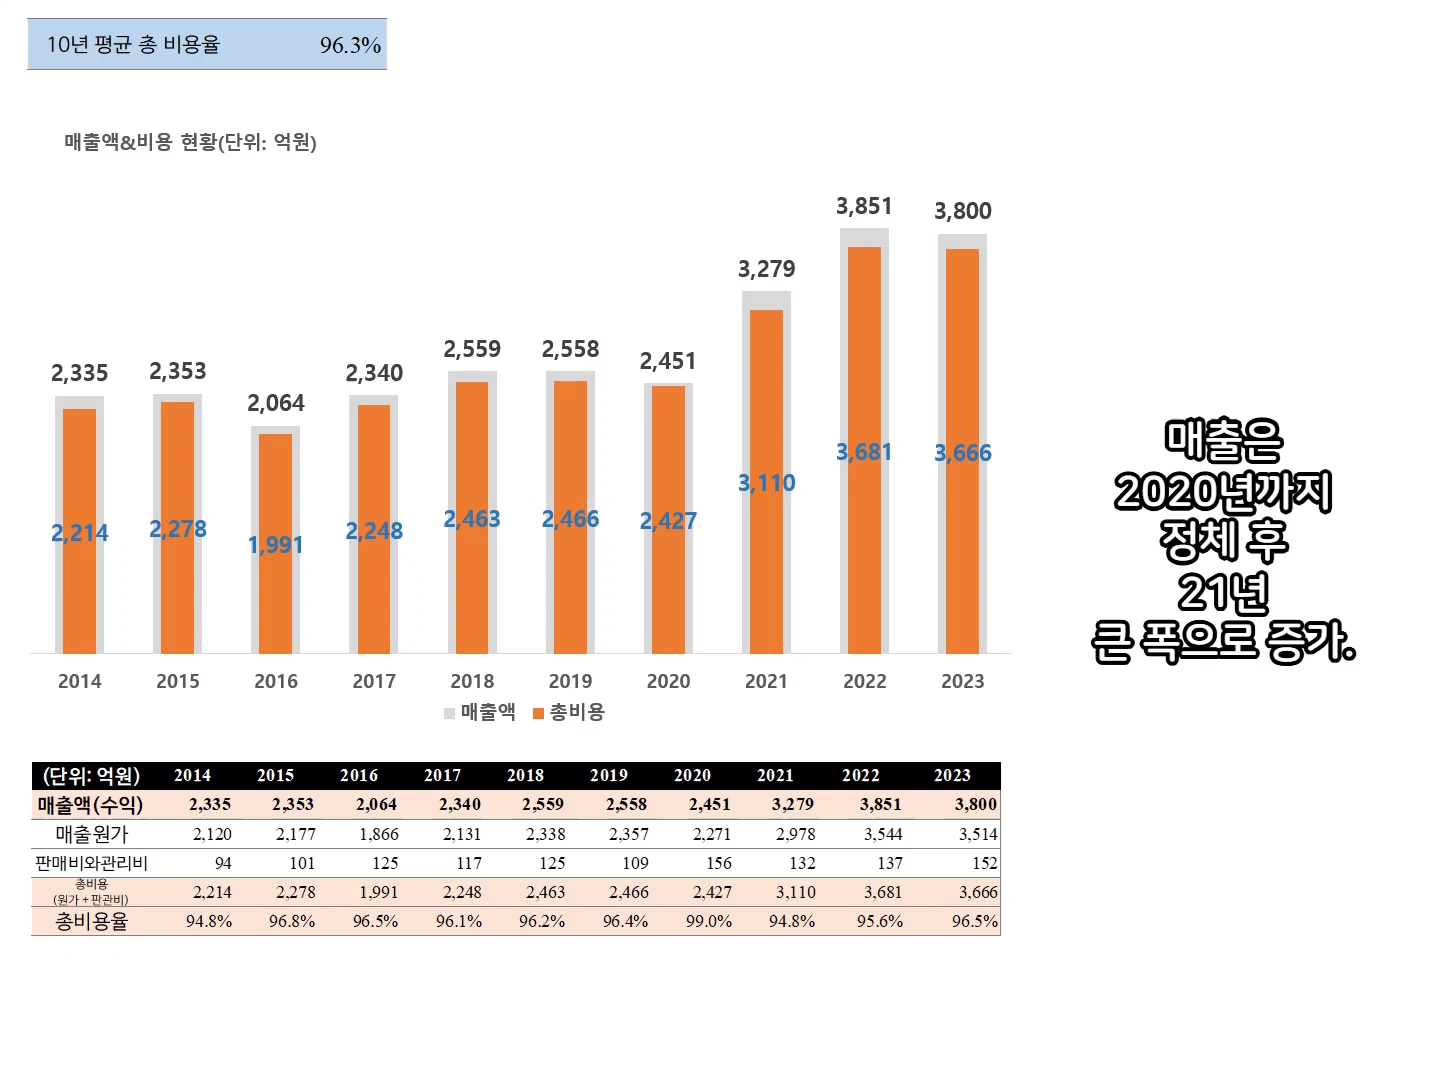 10년 평균 총 비용율 96.3%
매출액&비용 현황(단위: 억원)
2,335 2,353 2,064 2,340 2,559 2,558 2,451 3,279 3,851 3,800
2,214 2,278 1,991 2,248 2,463 2,466 2,427 3,110 3,681 3,666
2014 2015 2016 2017 2018 2019 2020 2021 2022 2023
매출액 총비용
매출은
2020년까지
정체 후
21년
큰 폭으로 증가.
(단위: 억원) 2014 2015 2016 2017 2018 2019 2020 2021 2022 2023
매출액(수익) 2,335 2,353 2,064 2,340 2,559 2,558 2,451 3,279 3,851 3,800
매출원가 2,120 2,177 1,866 2,131 2,338 2,357 2,271 2,978 3,544 3,514
판매비와관리비 94 101 125 117 125 109 156 132 137 152
총비용
(원가 + 판관비) 2,214 2,278 1,991 2,248 2,463 2,466 2,427 3,110 3,681 3,666
총비용율 94.8% 96.8% 96.5% 96.1% 96.2% 96.4% 99.0% 94.8% 95.6% 96.5%